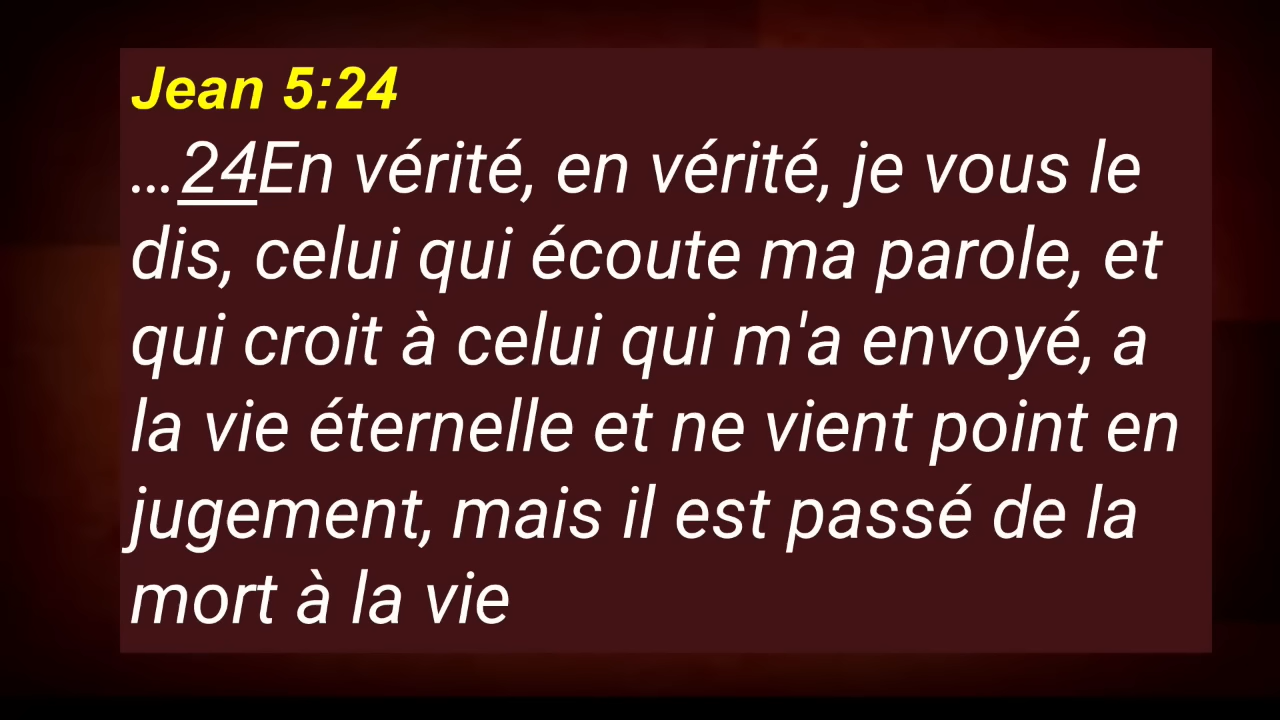 Jean 5:24
…24En vérité, en vérité, je vous le
dis, celui qui écoute ma parole, et
qui croit à celui qui m'a envoyé, a
la vie éternelle et ne vient point en
jugement, mais il est passé de la
mort à la vie